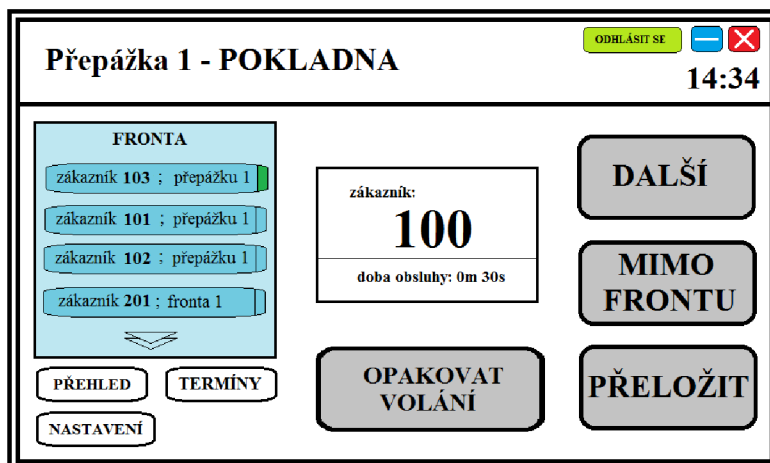 Přepážka 1 - POKLADNA
ODHLÁSIT SE
14:34
FRONTA
zákazník 103 ; přepážku 1
zákazník 101 ; přepážku 1
zákazník 102 ; přepážku 1
zákazník 201 ; fronta 1
PŘEHLED
TERMÍNY
NASTAVENÍ
zákazník:
100
doba obsluhy: 0m 30s
OPAKOVAT
VOLÁNÍ
DALŠÍ
MIMO
FRONTU
PŘELOŽIT